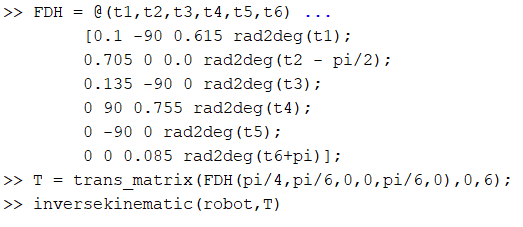 >> FDH = @(t1,t2,t3,t4,t5,t6) ...
[0.1 -90 0.615 rad2deg(t1);
0.705 0 0.0 rad2deg(t2 - pi/2);
0.135 -90 0 rad2deg(t3);
0 90 0.755 rad2deg(t4);
0 -90 0 rad2deg(t5);
0 0 0.085 rad2deg(t6+pi)];
>> T = trans_matrix(FDH(pi/4,pi/6,0,0,pi/6,0),0,6);
>> inversekinematic(robot,T)